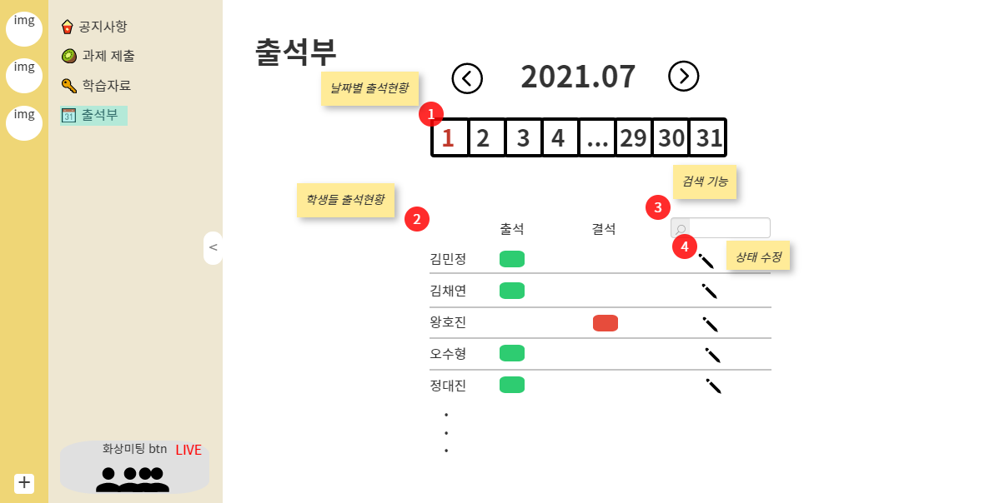 img
img
img
+
공지사항
과제 제출
학습자료
31 출석부
<
화상미팅 btn LIVE
출석부
2021.07
날짜별 출석현황
1
1 2 3 4 ... 29 30 31
학생들 출석현황
2
검색 기능
3
출석 결석
4
상태 수정
김민정
김채연
왕호진
오수형
정대진